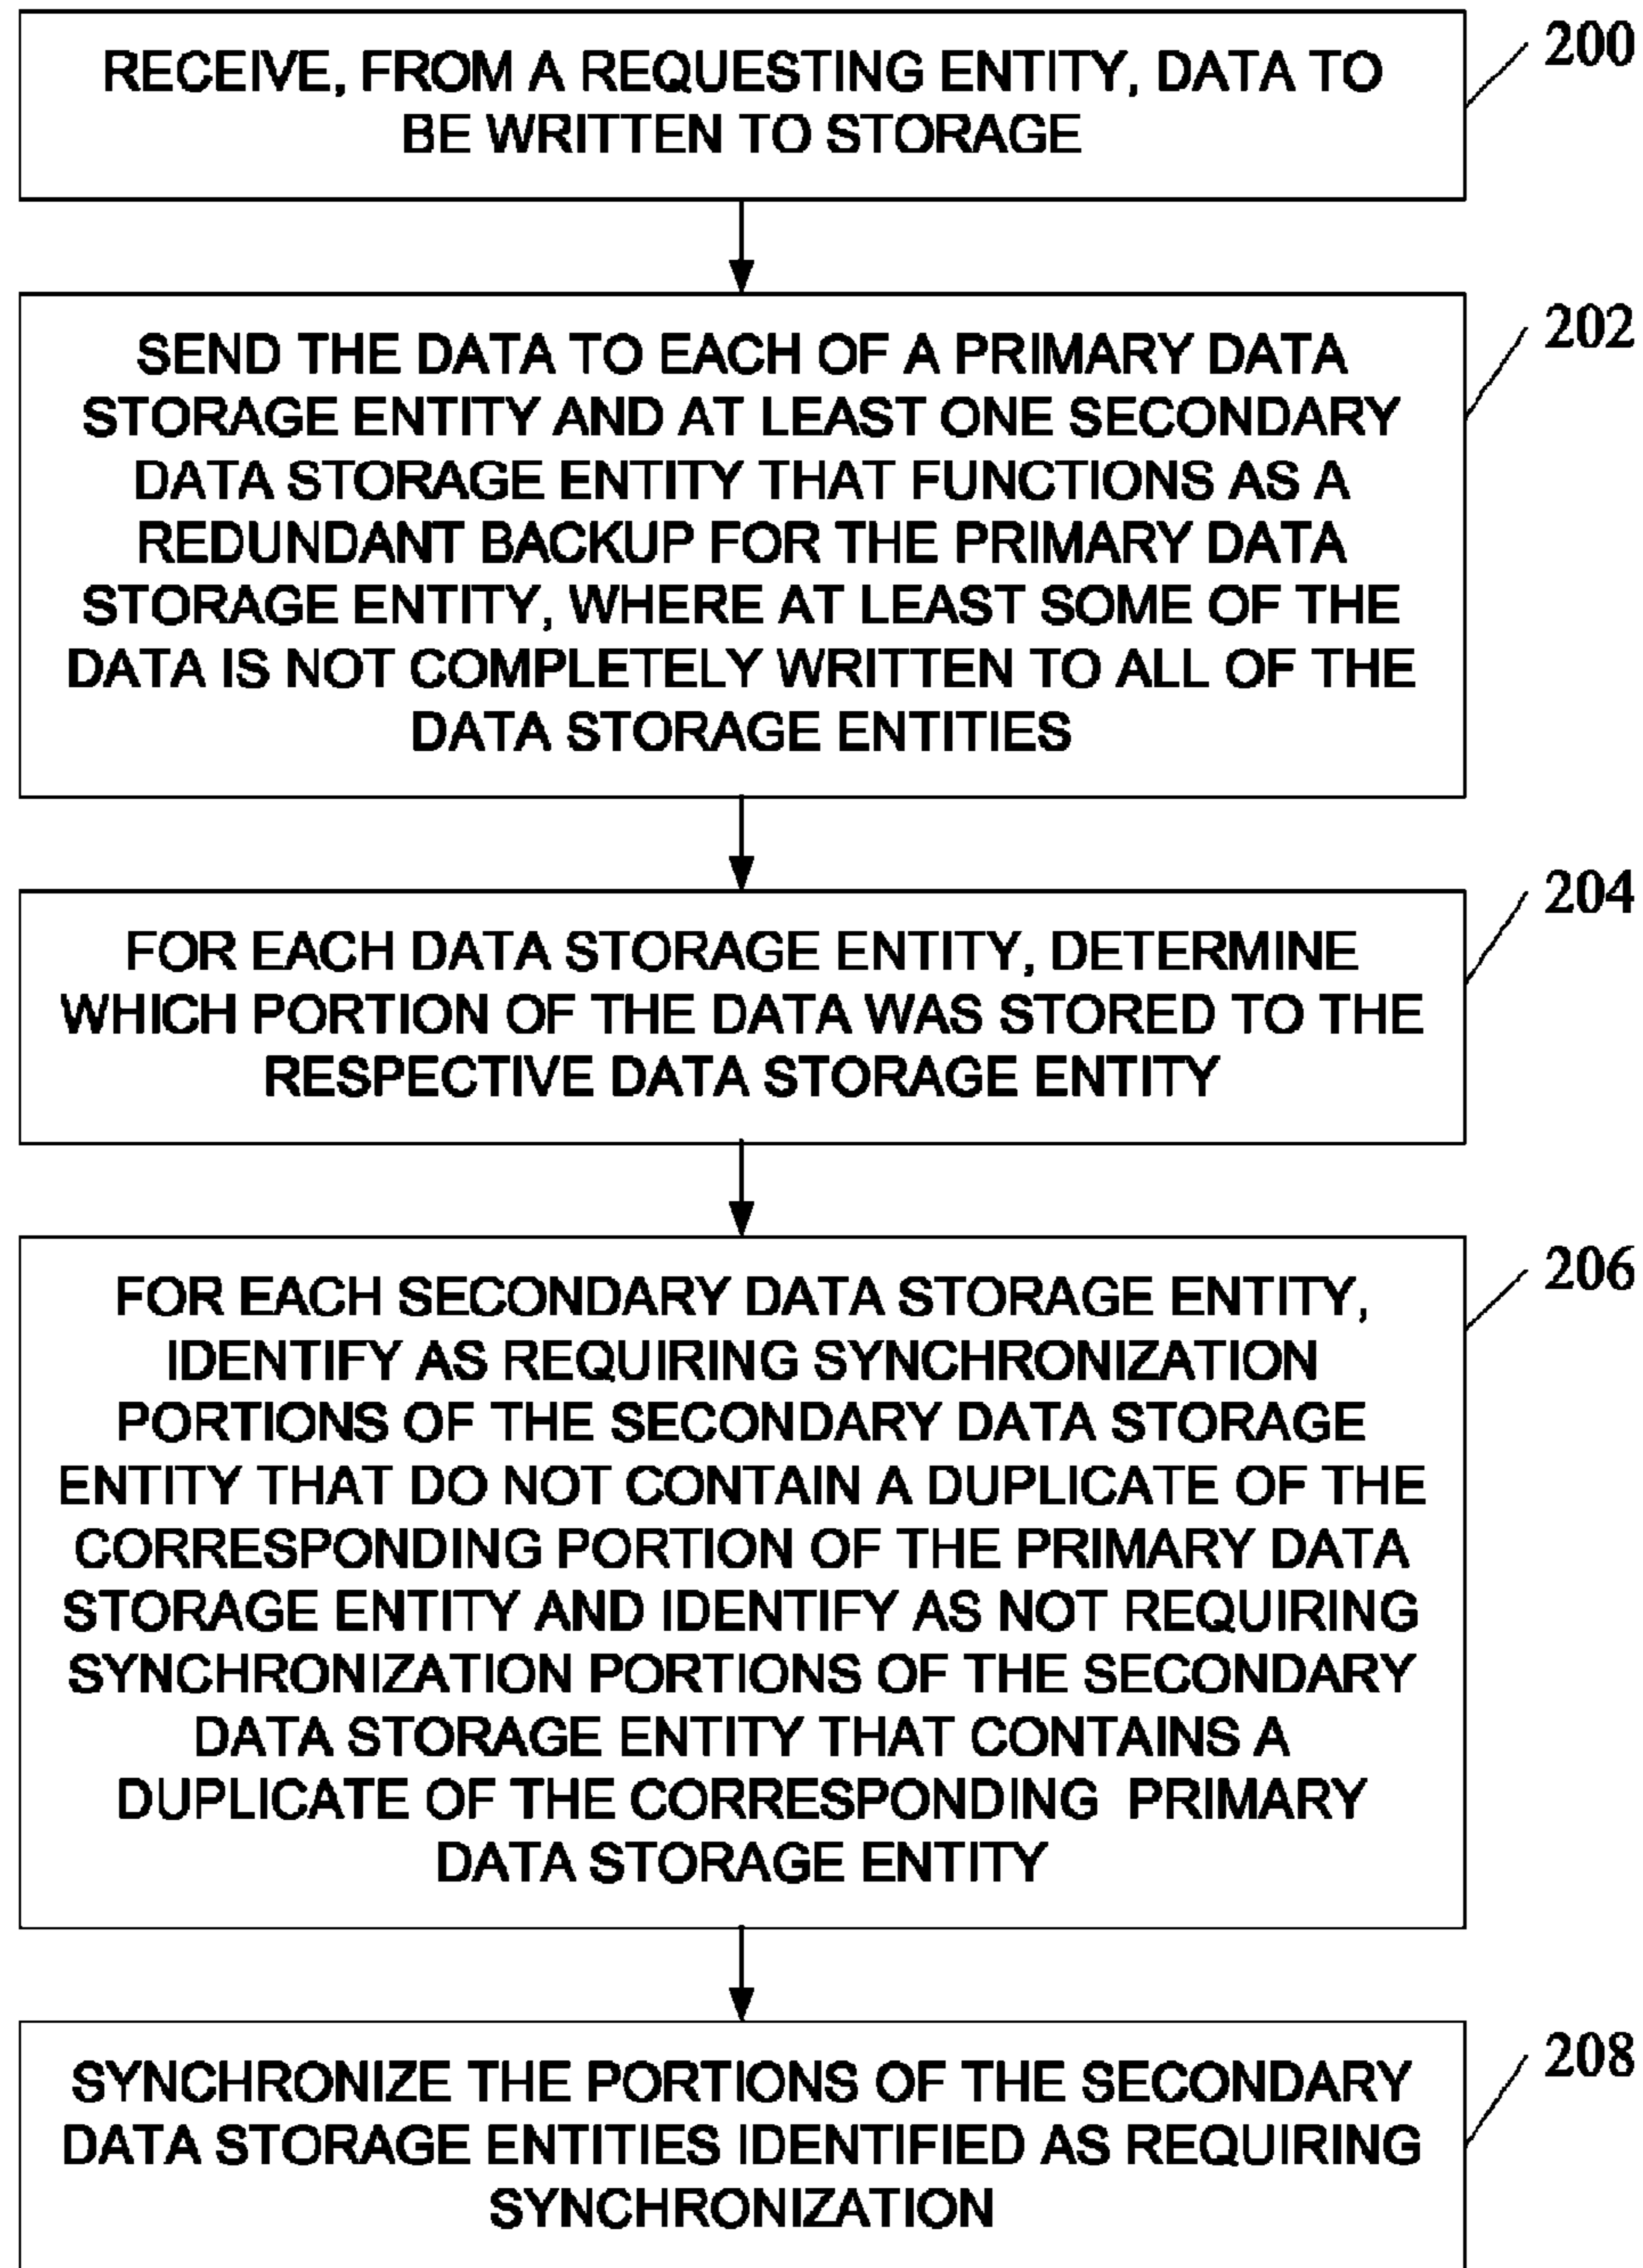 RECEIVE, FROM A REQUESTING ENTITY, DATA TO
BE WRITTEN TO STORAGE
200
SEND THE DATA TO EACH OF A PRIMARY DATA
STORAGE ENTITY AND AT LEAST ONE SECONDARY
DATA STORAGE ENTITY THAT FUNCTIONS AS A
REDUNDANT BACKUP FOR THE PRIMARY DATA
STORAGE ENTITY, WHERE AT LEAST SOME OF THE
DATA IS NOT COMPLETELY WRITTEN TO ALL OF THE
DATA STORAGE ENTITIES
202
FOR EACH DATA STORAGE ENTITY, DETERMINE
WHICH PORTION OF THE DATA WAS STORED TO THE
RESPECTIVE DATA STORAGE ENTITY
204
FOR EACH SECONDARY DATA STORAGE ENTITY,
IDENTIFY AS REQUIRING SYNCHRONIZATION
PORTIONS OF THE SECONDARY DATA STORAGE
ENTITY THAT DO NOT CONTAIN A DUPLICATE OF THE
CORRESPONDING PORTION OF THE PRIMARY DATA
STORAGE ENTITY AND IDENTIFY AS NOT REQUIRING
SYNCHRONIZATION PORTIONS OF THE SECONDARY
DATA STORAGE ENTITY THAT CONTAINS A
DUPLICATE OF THE CORRESPONDING PRIMARY
DATA STORAGE ENTITY
206
SYNCHRONIZE THE PORTIONS OF THE SECONDARY
DATA STORAGE ENTITIES IDENTIFIED AS REQUIRING
SYNCHRONIZATION
208